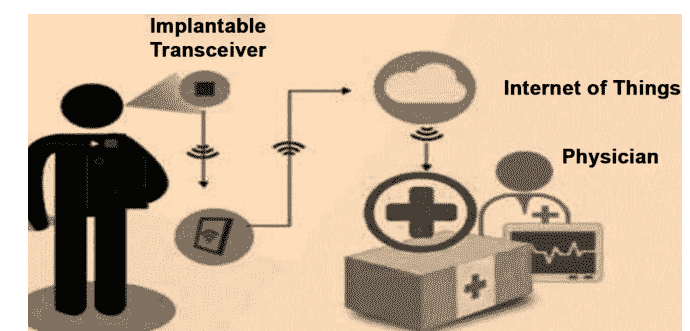 Implantable
Transceiver
Internet of Things
Physician